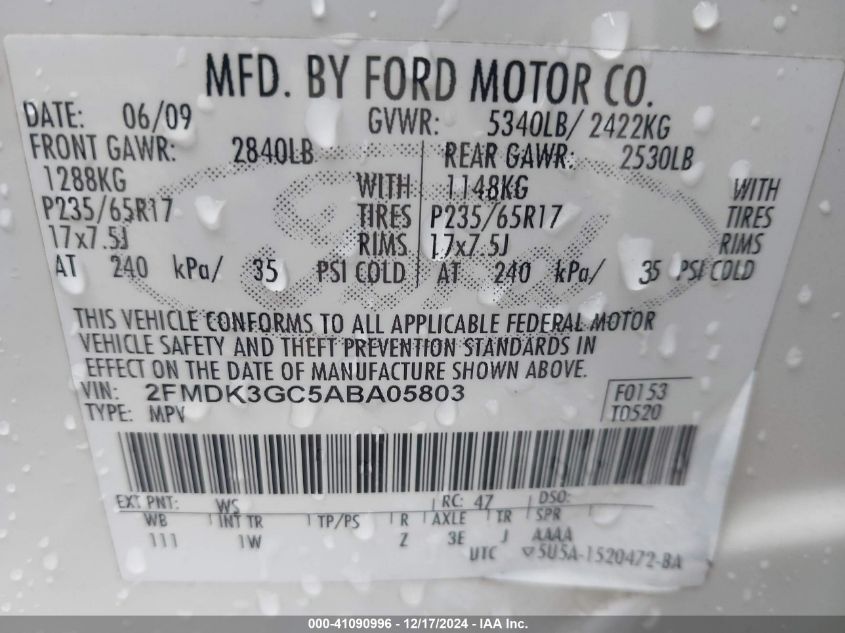 MFD. BY FORD MOTOR CO.
DATE: 06/09 GVWR: 5340LB/ 2422KG
FRONT GAWR: 2840LB REAR GAWR: 2530LB
1288KG WITH 1148KG WITH
P235/65R17 TIRES P235/65R17 TIRES
17x7.5J RIMS 17x7.5J RIMS
AT 240 kPa/ 35 PSI COLD AT 240 kPa/ 35 PSI COLD
THIS VEHICLE CONFORMS TO ALL APPLICABLE FEDERAL MOTOR
VEHICLE SAFETY AND THEFT PREVENTION STANDARDS IN
EFFECT ON THE DATE OF MANUFACTURE SHOWN ABOVE.
VIN: 2FMDK3GC5ABA05803 F0153
TYPE: MPV T0520
EXT PNT: WS RC: 47 DSO:
WB INT TR TP/PS R AXLE TR SPR
111 1W Z 3E J AAAA
UTC 5U5A-1520472-BA
000-41090996 - 12/17/2024 - IAA Inc.